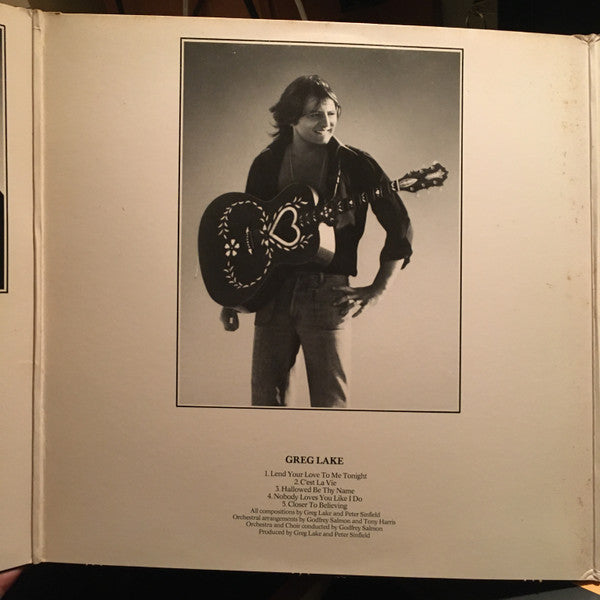 GREG LAKE
1. Lend Your Love To Me Tonight
2. C'est La Vie
3. Hallowed Be Thy Name
4. Nobody Loves You Like I Do
5. Closer To Believing
All compositions by Greg Lake and Peter Sinfield
Orchestral arrangements by Godfrey Salmon and Tony Harris
Orchestra and Choir conducted by Godfrey Salmon
Produced by Greg Lake and Peter Sinfield